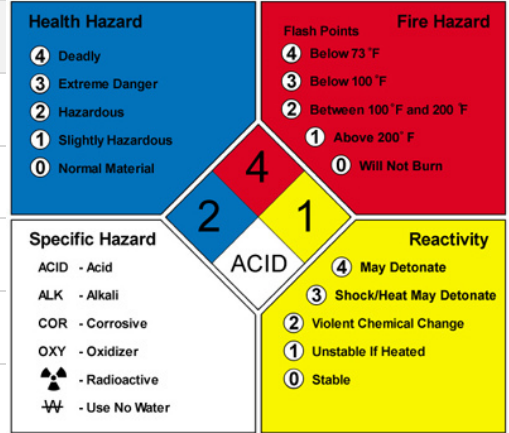 Health Hazard
4 Deadly
3 Extreme Danger
2 Hazardous
1 Slightly Hazardous
0 Normal Material
Fire Hazard
Flash Points
4 Below 73 °F
3 Below 100 °F
2 Between 100°F and 200 °F
1 Above 200° F
0 Will Not Burn
4
2
1
ACID
Specific Hazard
ACID - Acid
ALK - Alkali
COR - Corrosive
OXY - Oxidizer
- Radioactive
W - Use No Water
Reactivity
4 May Detonate
3 Shock/Heat May Detonate
2 Violent Chemical Change
1 Unstable If Heated
0 Stable